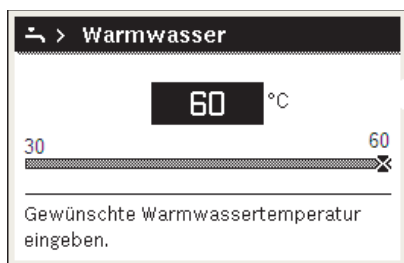 > Warmwasser
60 °C
30 60
Gewünschte Warmwassertemperatur
eingeben.